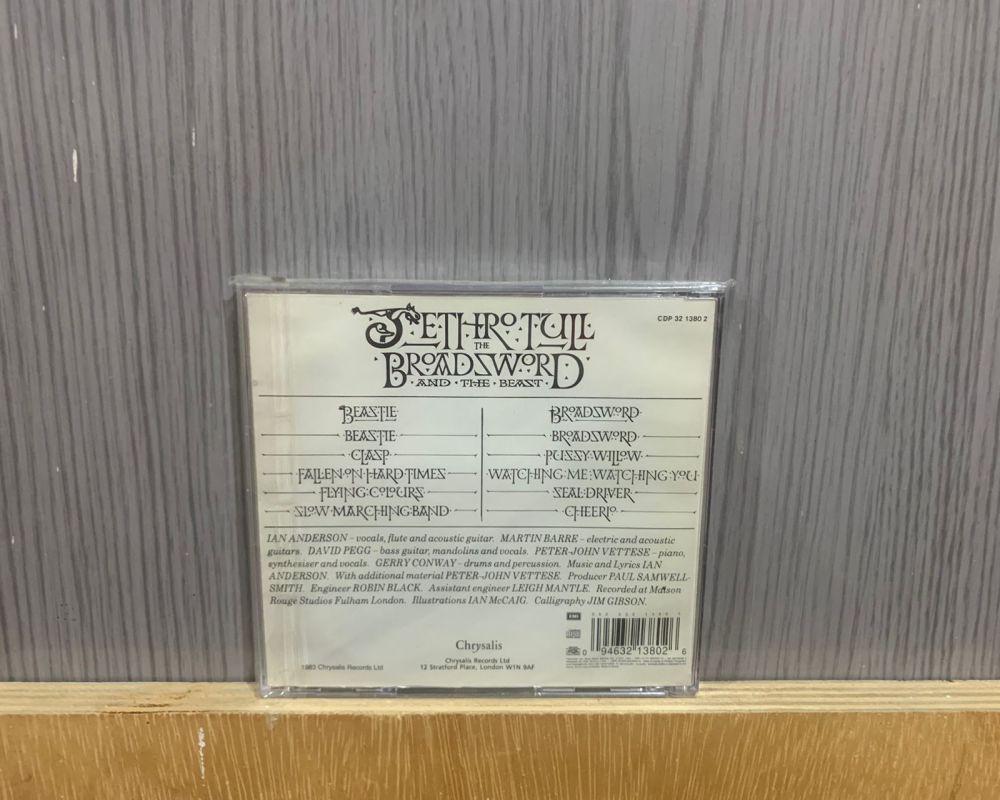 JETHRO·TULL
CDP 32 1380 2
THE
BROADSWORD
AND·THE·BEAST
BEASTIE
BEASTIE
CLASP
FALLEN·ON·HARD·TIMES
FLYING·COLOURS
SLOW·MARCHING·BAND
BROADSWORD
BROADSWORD
PUSSY·WILLOW
WATCHING·ME·WATCHING·YOU
SEAL·DRIVER
CHEERIO
IAN ANDERSON – vocals, flute and acoustic guitar. MARTIN BARRE – electric and acoustic
guitars. DAVID PEGG – bass guitar, mandolins and vocals. PETER-JOHN VETTESE – piano,
synthesiser and vocals. GERRY CONWAY – drums and percussion. Music and Lyrics IAN
ANDERSON. With additional material PETER-JOHN VETTESE. Producer PAUL SAMWELL-
SMITH. Engineer ROBIN BLACK. Assistant engineer LEIGH MANTLE. Recorded at Maison
Rouge Studios Fulham London. Illustrations IAN McCAIG. Calligraphy JIM GIBSON.
EMI
Chrysalis
Chrysalis Records Ltd
12 Stratford Place, London W1N 9AF
1983 Chrysalis Records Ltd
0 94632 13802 6